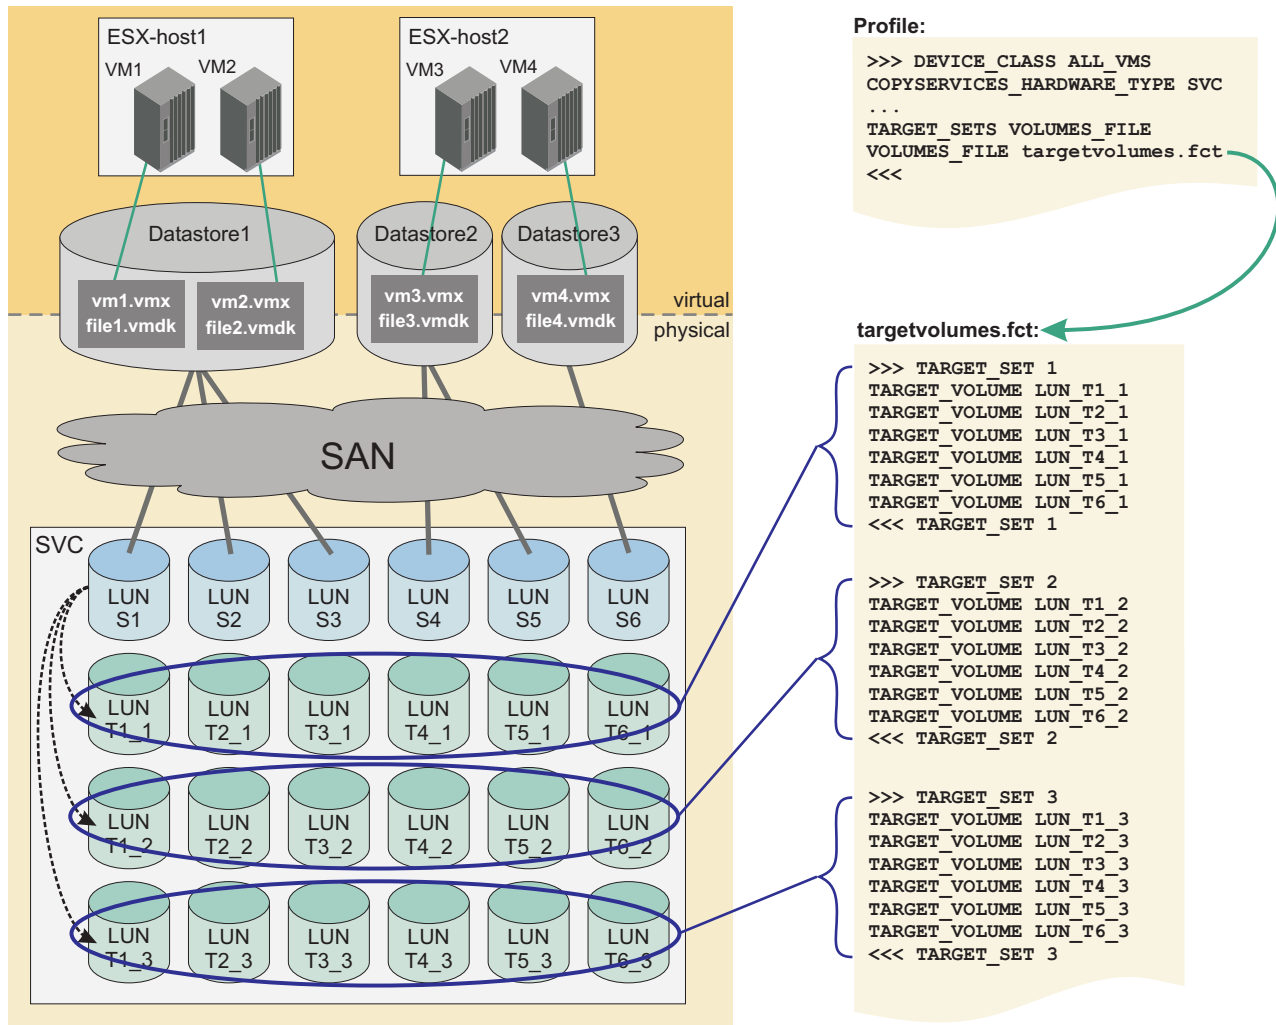 ESX-host1
VM1
VM2
ESX-host2
VM3
VM4
Datastore1
Datastore2
Datastore3
vm1.vmx
file1.vmdk
vm2.vmx
file2.vmdk
vm3.vmx
file3.vmdk
vm4.vmx
file4.vmdk
virtual
physical
SAN
SVC
LUN
S1
LUN
S2
LUN
S3
LUN
S4
LUN
S5
LUN
S6
LUN
T1_1
LUN
T2_1
LUN
T3_1
LUN
T4_1
LUN
T5_1
LUN
T6_1
LUN
T1_2
LUN
T2_2
LUN
T3_2
LUN
T4_2
LUN
T5_2
LUN
T6_2
LUN
T1_3
LUN
T2_3
LUN
T3_3
LUN
T4_3
LUN
T5_3
LUN
T6_3
Profile:
>>> DEVICE_CLASS ALL_VMS
COPYSERVICES_HARDWARE_TYPE SVC
...
TARGET_SETS VOLUMES_FILE
VOLUMES_FILE targetvolumes.fct
<<<
targetvolumes.fct:
>>> TARGET_SET 1
TARGET_VOLUME LUN_T1_1
TARGET_VOLUME LUN_T2_1
TARGET_VOLUME LUN_T3_1
TARGET_VOLUME LUN_T4_1
TARGET_VOLUME LUN_T5_1
TARGET_VOLUME LUN_T6_1
<<< TARGET_SET 1
>>> TARGET_SET 2
TARGET_VOLUME LUN_T1_2
TARGET_VOLUME LUN_T2_2
TARGET_VOLUME LUN_T3_2
TARGET_VOLUME LUN_T4_2
TARGET_VOLUME LUN_T5_2
TARGET_VOLUME LUN_T6_2
<<< TARGET_SET 2
>>> TARGET_SET 3
TARGET_VOLUME LUN_T1_3
TARGET_VOLUME LUN_T2_3
TARGET_VOLUME LUN_T3_3
TARGET_VOLUME LUN_T4_3
TARGET_VOLUME LUN_T5_3
TARGET_VOLUME LUN_T6_3
<<< TARGET_SET 3